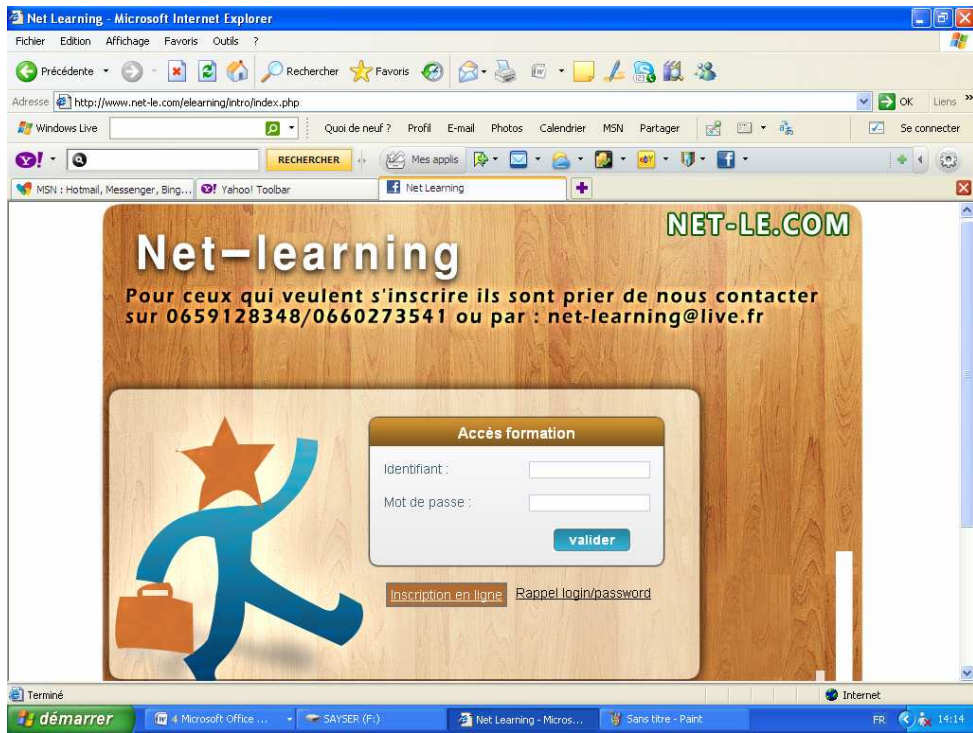 Net Learning - Microsoft Internet Explorer
Fichier Edition Affichage Favoris Outils ?
Précédente Rechercher Favoris
Adresse http://www.net-le.com/elearning/intro/index.php OK Liens »
Windows Live Quoi de neuf ? Profil E-mail Photos Calendrier MSN Partager Se connecter
Y! RECHERCHER Mes applis
MSN : Hotmail, Messenger, Bing... Yahoo! Toolbar Net Learning
NET-LE.COM
Net-learning
Pour ceux qui veulent s'inscrire ils sont prier de nous contacter
sur 0659128348/0660273541 ou par : net-learning@live.fr
Accès formation
Identifiant :
Mot de passe :
valider
Inscription en ligne Rappel login/password
Terminé Internet
démarrer 4 Microsoft Office ... SAYSER (F:) Net Learning - Micros... Sans titre - Paint FR 14:14